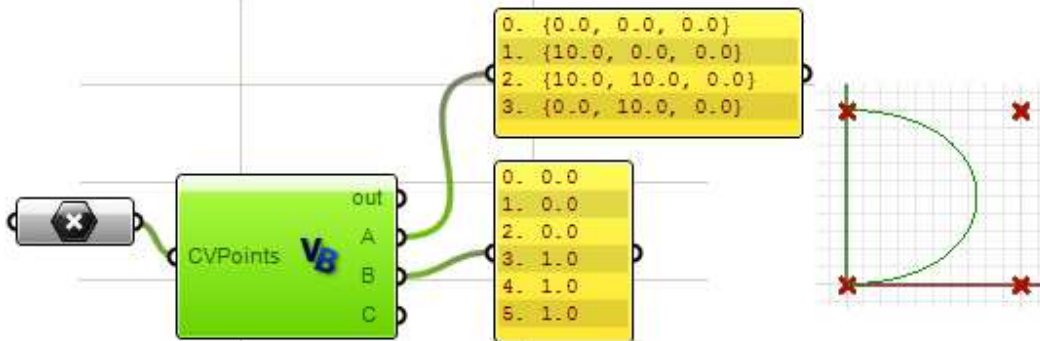 0. {0.0, 0.0, 0.0}
1. {10.0, 0.0, 0.0}
2. {10.0, 10.0, 0.0}
3. {0.0, 10.0, 0.0}
CVPoints
VB
out
A
B
C
0. 0.0
1. 0.0
2. 0.0
3. 1.0
4. 1.0
5. 1.0